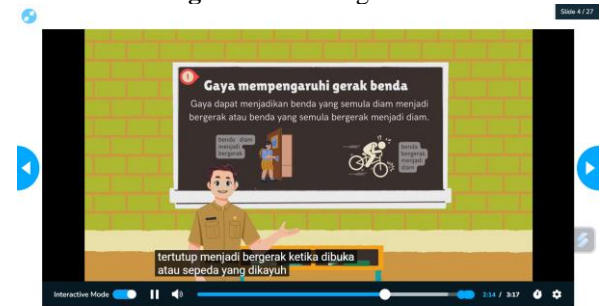 Slide 4 / 27
1
Gaya mempengaruhi gerak benda
Gaya dapat menjadikan benda yang semula diam menjadi
bergerak atau benda yang semula bergerak menjadi diam.
benda diam
menjadi
bergerak
benda
bergerak
menjadi
diam
tertutup menjadi bergerak ketika dibuka
atau sepeda yang dikayuh
Interactive Mode
2:14 / 3:17